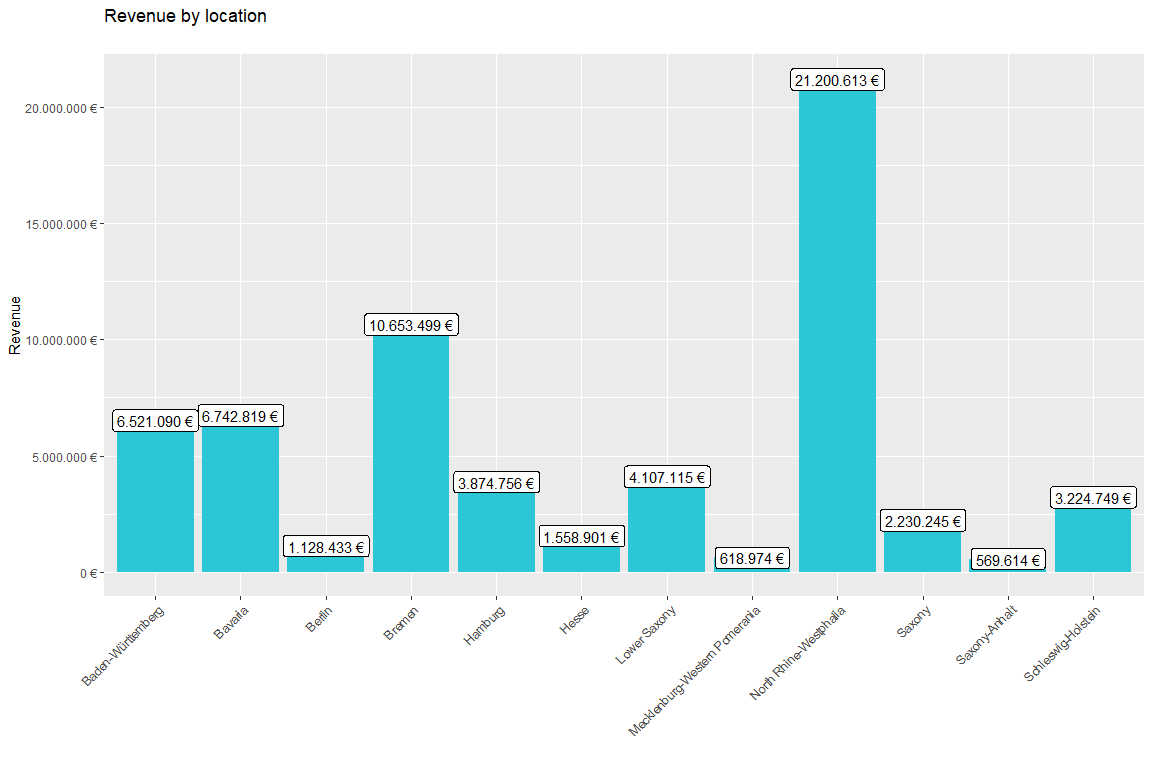 Revenue by location
Revenue
20.000.000 €
15.000.000 €
10.000.000 €
5.000.000 €
0 €
6.521.090 €
6.742.819 €
1.128.433 €
10.653.499 €
3.874.756 €
1.558.901 €
4.107.115 €
618.974 €
21.200.613 €
2.230.245 €
569.614 €
3.224.749 €
Baden-Württemberg
Bavaria
Berlin
Bremen
Hamburg
Hesse
Lower Saxony
Mecklenburg-Western Pomerania
North Rhine-Westphalia
Saxony
Saxony-Anhalt
Schleswig-Holstein